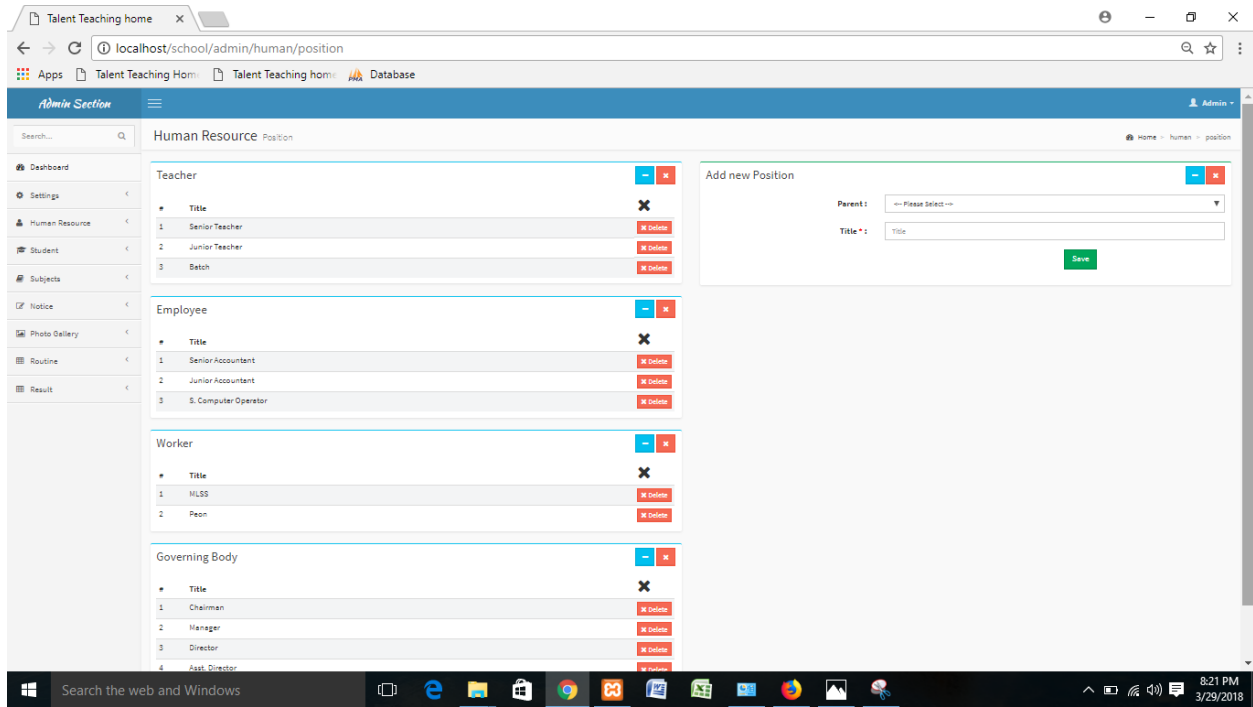 Talent Teaching home
localhost/school/admin/human/position
Apps Talent Teaching Hom Talent Teaching home Database
Admin Section
Admin
Search...
Human Resource Position
Home human position
Dashboard
Settings
Human Resource
Student
Subjects
Notice
Photo Gallery
Routine
Result
Teacher
# Title
1 Senior Teacher Delete
2 Junior Teacher Delete
3 Batch Delete
Employee
# Title
1 Senior Accountant Delete
2 Junior Accountant Delete
3 S. Computer Operator Delete
Worker
# Title
1 MLSS Delete
2 Peon Delete
Governing Body
# Title
1 Chairman Delete
2 Manager Delete
3 Director Delete
4 Asst. Director Delete
Add new Position
Parent : <-- Please Select -->
Title * : Title
Save
Search the web and Windows
8:21 PM
3/29/2018